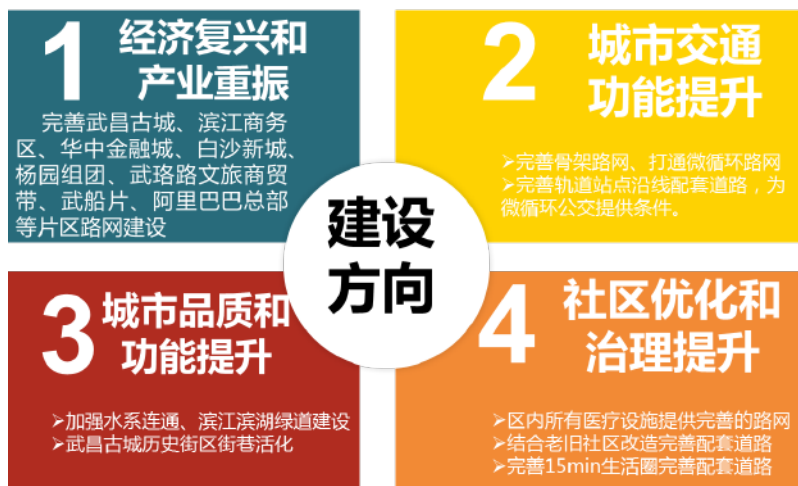 1
经济复兴和
产业重振
完善武昌古城、滨江商务
区、华中金融城、白沙新城、
杨园组团、武珞路文旅商贸
带、武船片、阿里巴巴总部
等片区路网建设
2
城市交通
功能提升
➢完善骨架路网、打通微循环路网
➢完善轨道站点沿线配套道路，为
微循环公交提供条件。
建设
方向
3
城市品质和
功能提升
➢加强水系连通、滨江滨湖绿道建设
➢武昌古城历史街区街巷活化
4
社区优化和
治理提升
➢区内所有医疗设施提供完善的路网
➢结合老旧社区改造完善配套道路
➢完善15min生活圈完善配套道路